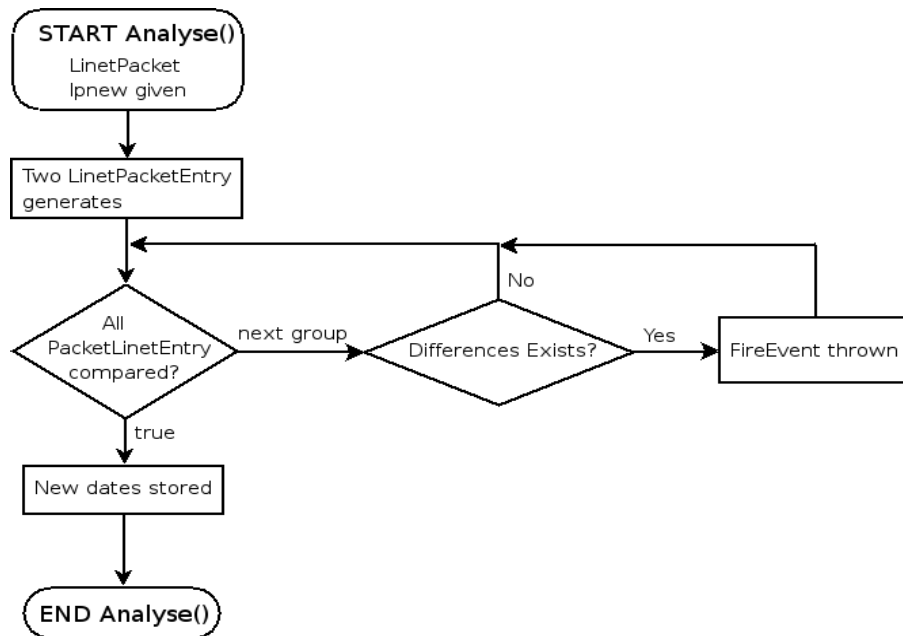 START Analyse()
LinetPacket
lpnew given
Two LinetPacketEntry
generates
No
All
PacketLinetEntry
compared?
next group
Differences Exists?
Yes
FireEvent thrown
true
New dates stored
END Analyse()